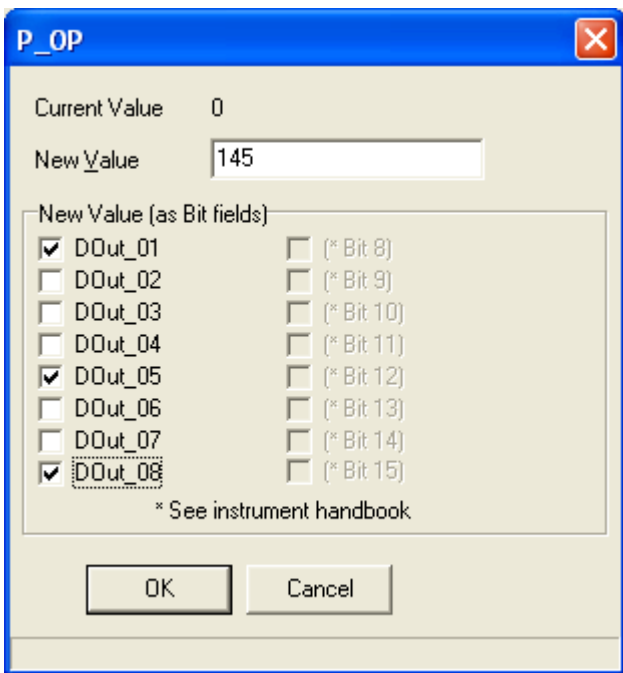 P_OP
Current Value 0
New Value 145
New Value (as Bit fields)
DOut_01 (* Bit 8)
DOut_02 (* Bit 9)
DOut_03 (* Bit 10)
DOut_04 (* Bit 11)
DOut_05 (* Bit 12)
DOut_06 (* Bit 13)
DOut_07 (* Bit 14)
DOut_08 (* Bit 15)
* See instrument handbook
OK Cancel